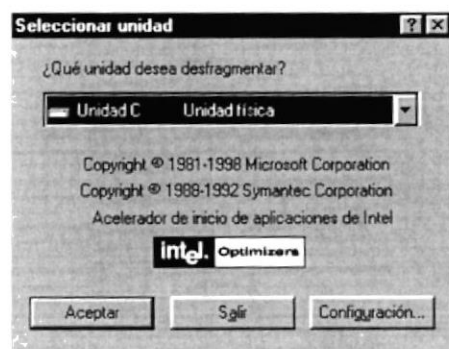 Seleccionar unidad
¿Qué unidad desea desfragmentar?
Unidad C Unidad física
Copyright © 1981-1998 Microsoft Corporation
Copyright © 1988-1992 Symantec Corporation
Acelerador de inicio de aplicaciones de Intel
intel. Optimizers
Aceptar Salir Configuración...